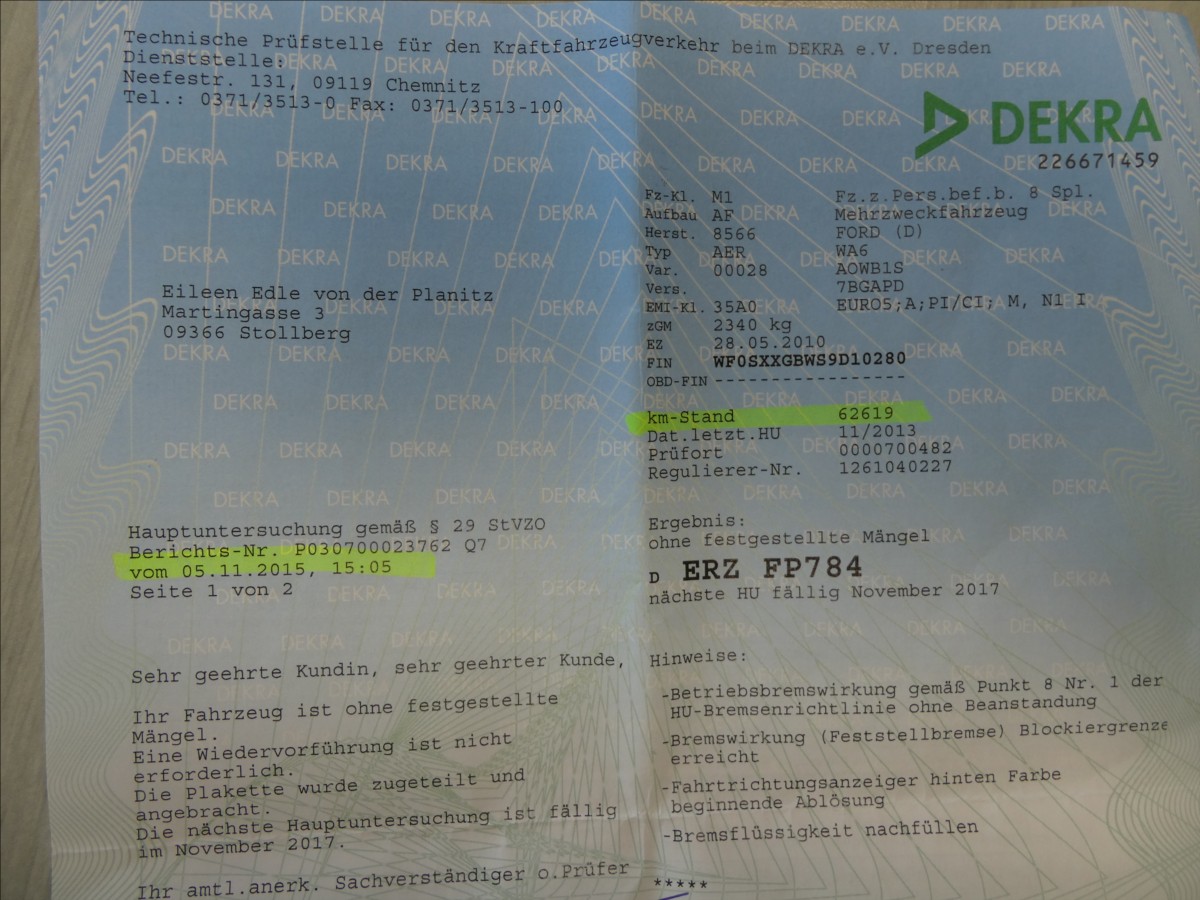 Technische Prüfstelle für den Kraftfahrzeugverkehr beim DEKRA e.V. Dresden
Dienststelle:
Neefestr. 131, 09119 Chemnitz
Tel.: 0371/3513-0 Fax: 0371/3513-100
DEKRA
226671459
Fz-Kl. M1 Fz.z.Pers.bef.b. 8 Spl.
Aufbau AF Mehrzweckfahrzeug
Herst. 8566 FORD (D)
Typ AER WA6
Var. 00028 AOWB1S
Vers. 7BGAPD
EMI-Kl. 35A0 EURO5;A;PI/CI; M, N1 I
zGM 2340 kg
EZ 28.05.2010
FIN WF0SXXGBWS9D10280
OBD-FIN -----------------
Eileen Edle von der Planitz
Martingasse 3
09366 Stollberg
km-Stand 62619
Dat.letzt.HU 11/2013
Prüfort 0000700482
Regulierer-Nr. 1261040227
Hauptuntersuchung gemäß § 29 StVZO
Berichts-Nr. P030700023762 Q7
vom 05.11.2015, 15:05
Seite 1 von 2
Ergebnis:
ohne festgestellte Mängel
D ERZ FP784
nächste HU fällig November 2017
Sehr geehrte Kundin, sehr geehrter Kunde,
Ihr Fahrzeug ist ohne festgestellte
Mängel.
Eine Wiedervorführung ist nicht
erforderlich.
Die Plakette wurde zugeteilt und
angebracht.
Die nächste Hauptuntersuchung ist fällig
im November 2017.
Ihr amtl.anerk. Sachverständiger o.Prüfer
Hinweise:
-Betriebsbremswirkung gemäß Punkt 8 Nr. 1 der
HU-Bremsenrichtlinie ohne Beanstandung
-Bremswirkung (Feststellbremse) Blockiergrenze
erreicht
-Fahrtrichtungsanzeiger hinten Farbe
beginnende Ablösung
-Bremsflüssigkeit nachfüllen
*****